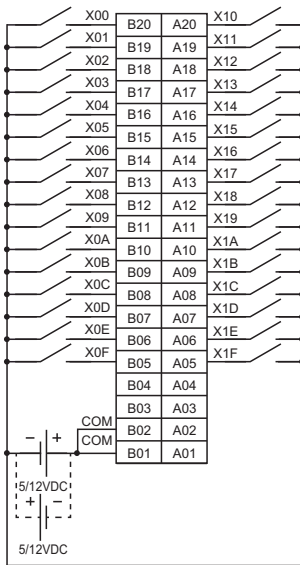 X00 B20 A20 X10
X01 B19 A19 X11
X02 B18 A18 X12
X03 B17 A17 X13
X04 B16 A16 X14
X05 B15 A15 X15
X06 B14 A14 X16
X07 B13 A13 X17
X08 B12 A12 X18
X09 B11 A11 X19
X0A B10 A10 X1A
X0B B09 A09 X1B
X0C B08 A08 X1C
X0D B07 A07 X1D
X0E B06 A06 X1E
X0F B05 A05 X1F
B04 A04
B03 A03
COM B02 A02
COM B01 A01
− +
5/12VDC
+ −
5/12VDC